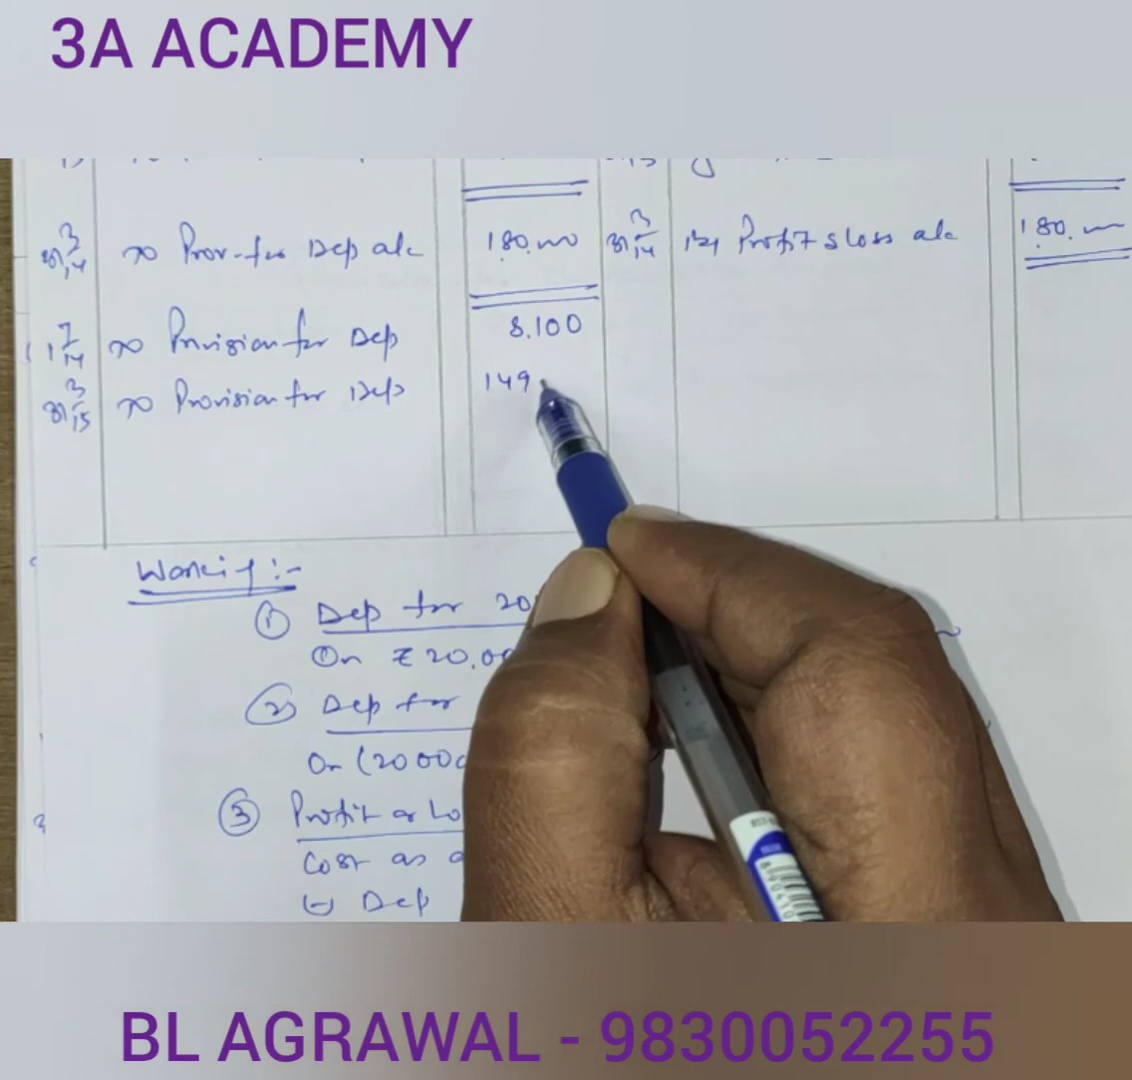 3A ACADEMY
31 3/14 To Prov. for Dep a/c 180,000 31 3/14 By Profit & Loss a/c 180,000
1 7/14 To Provision for Dep 8,100
31 3/15 To Provision for Dep 149
Working :-
① Dep for 20
On ₹20,00
② Dep for
On (2000
③ Profit or Lo
Cost as
(-) Dep
BL AGRAWAL - 9830052255